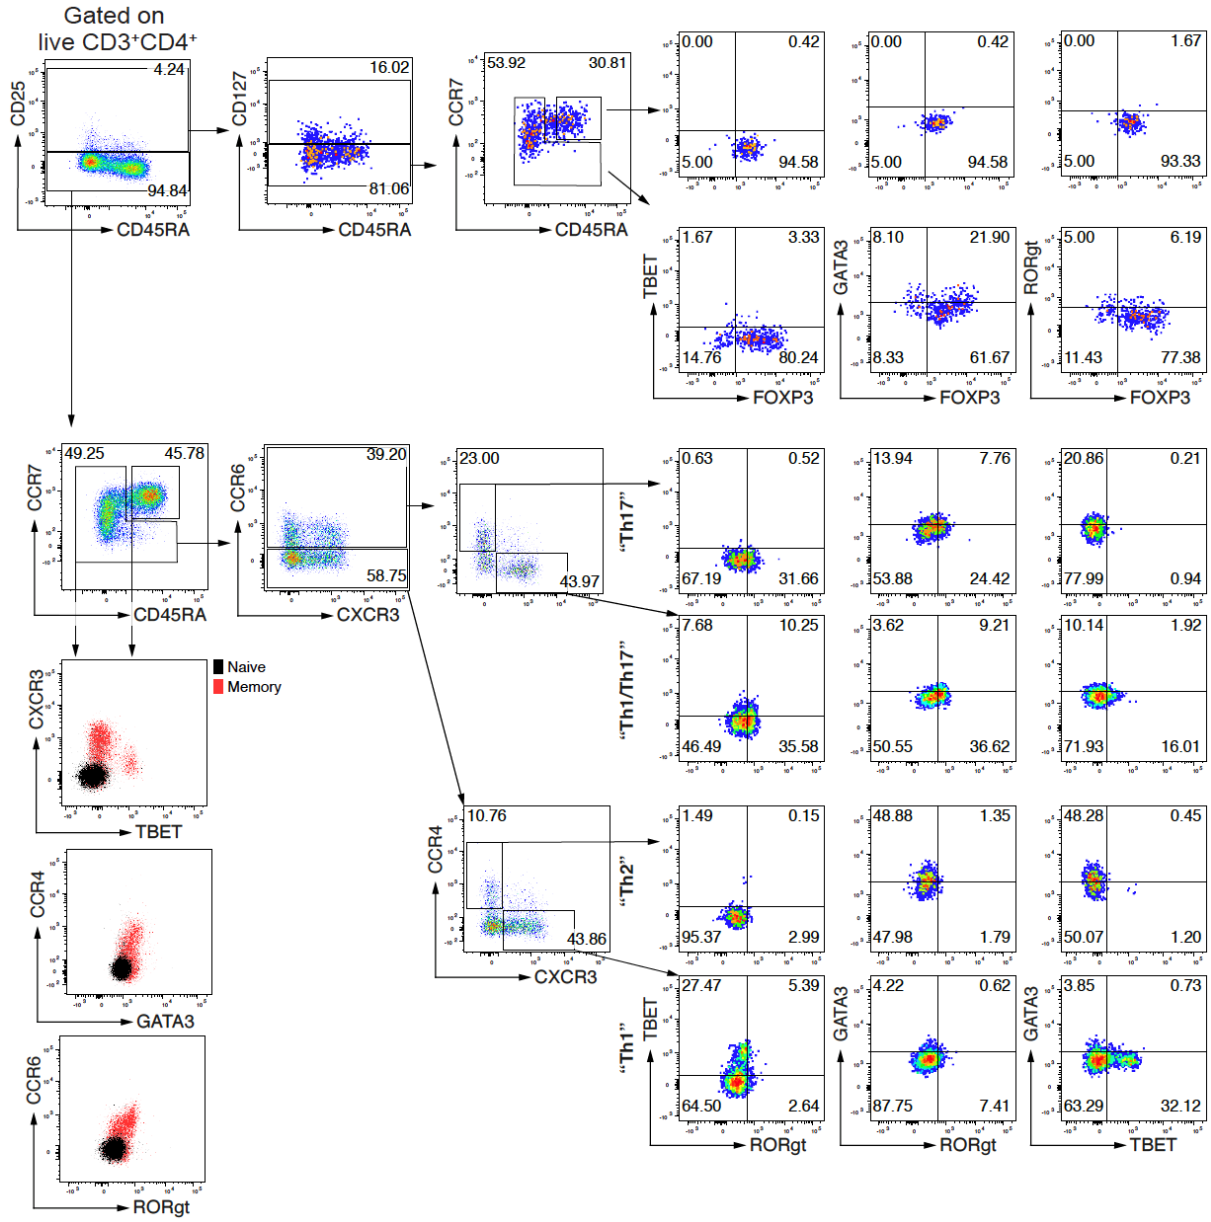 Gated on
live CD3⁺CD4⁺
CD25
4.24
94.84
CD45RA
CD127
16.02
81.06
CD45RA
CCR7
53.92 30.81
CD45RA
0.00 0.42
5.00 94.58
0.00 0.42
5.00 94.58
0.00 1.67
5.00 93.33
TBET
1.67 3.33
14.76 80.24
FOXP3
GATA3
8.10 21.90
8.33 61.67
FOXP3
RORgt
5.00 6.19
11.43 77.38
FOXP3
CCR7
49.25 45.78
CD45RA
CCR6
39.20
58.75
CXCR3
23.00
43.97
"Th17"
0.63 0.52
67.19 31.66
13.94 7.76
53.88 24.42
20.86 0.21
77.99 0.94
"Th1/Th17"
7.68 10.25
46.49 35.58
3.62 9.21
50.55 36.62
10.14 1.92
71.93 16.01
CXCR3
Naive
Memory
TBET
CCR4
10.76
43.86
CXCR3
"Th2"
1.49 0.15
95.37 2.99
48.88 1.35
47.98 1.79
48.28 0.45
50.07 1.20
CCR4
GATA3
"Th1"
TBET
27.47 5.39
64.50 2.64
RORgt
GATA3
4.22 0.62
87.75 7.41
RORgt
GATA3
3.85 0.73
63.29 32.12
TBET
CCR6
RORgt